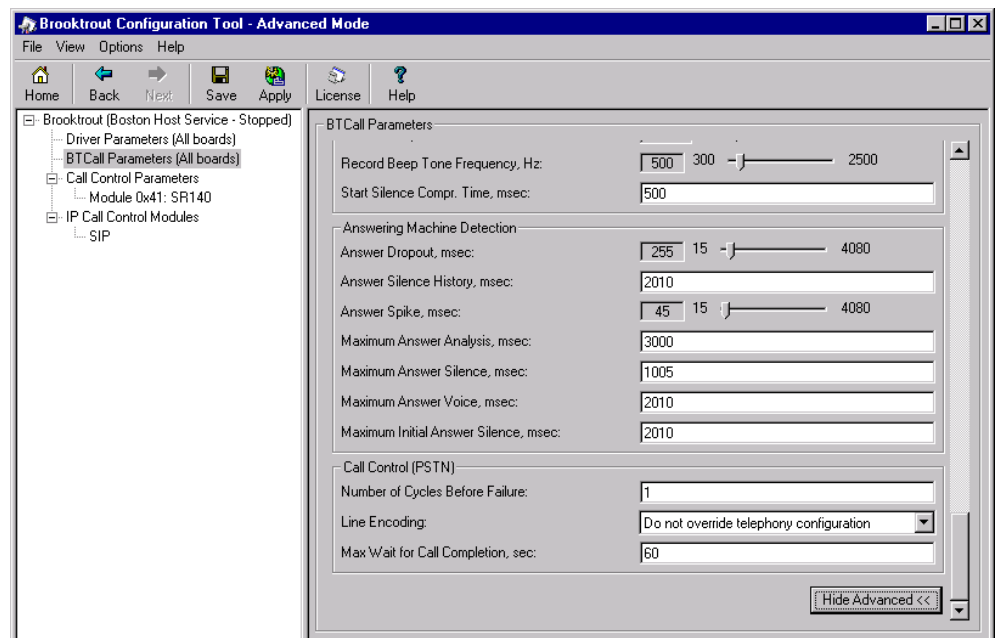 Brooktrout Configuration Tool - Advanced Mode
File View Options Help
Home Back Next Save Apply License Help
Brooktrout (Boston Host Service - Stopped)
Driver Parameters (All boards)
BTCall Parameters (All boards)
Call Control Parameters
Module 0x41: SR140
IP Call Control Modules
SIP
BTCall Parameters
Record Beep Tone Frequency, Hz: 500 300 2500
Start Silence Compr. Time, msec: 500
Answering Machine Detection
Answer Dropout, msec: 255 15 4080
Answer Silence History, msec: 2010
Answer Spike, msec: 45 15 4080
Maximum Answer Analysis, msec: 3000
Maximum Answer Silence, msec: 1005
Maximum Answer Voice, msec: 2010
Maximum Initial Answer Silence, msec: 2010
Call Control (PSTN)
Number of Cycles Before Failure: 1
Line Encoding: Do not override telephony configuration
Max Wait for Call Completion, sec: 60
Hide Advanced <<